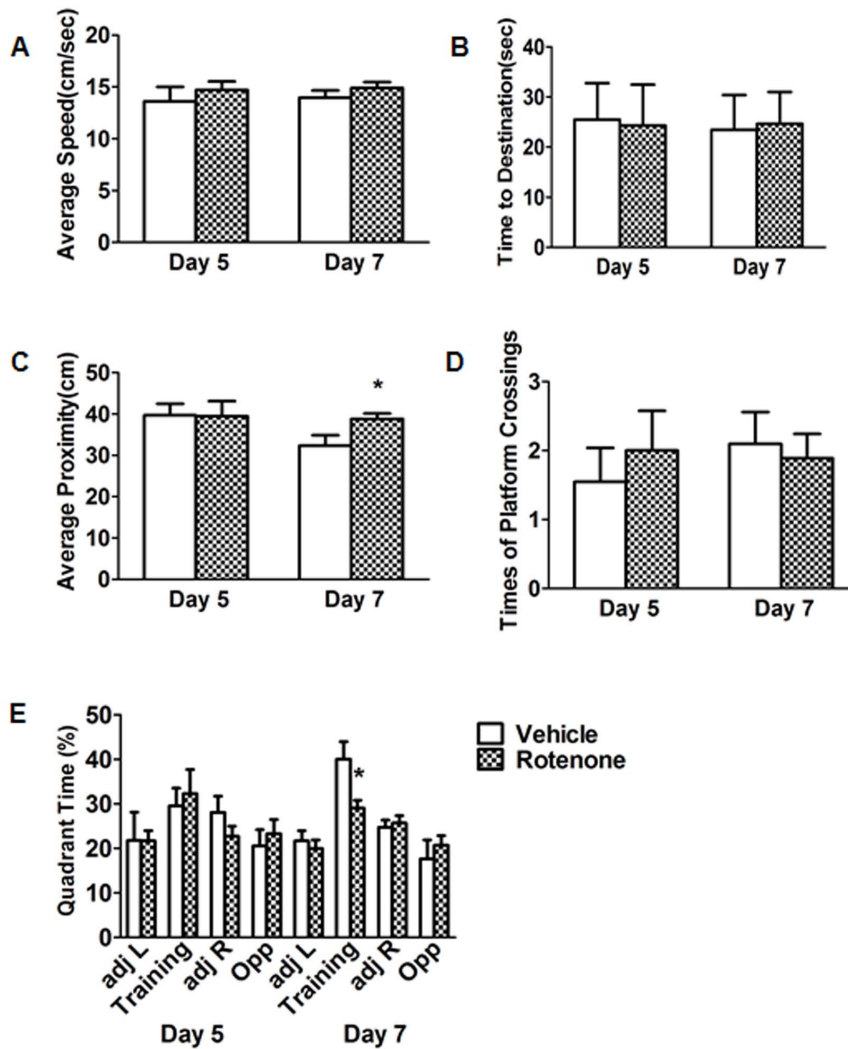 A
Average Speed(cm/sec)
20
15
10
5
0
Day 5 Day 7
B
Time to Destination(sec)
40
30
20
10
0
Day 5 Day 7
C
Average Proximity(cm)
50
40
30
20
10
0
*
Day 5 Day 7
D
Times of Platform Crossings
3
2
1
0
Day 5 Day 7
E
Quadrant Time (%)
50
40
30
20
10
0
*
adj L Training adj R Opp adj L Training adj R Opp
Day 5 Day 7
Vehicle
Rotenone